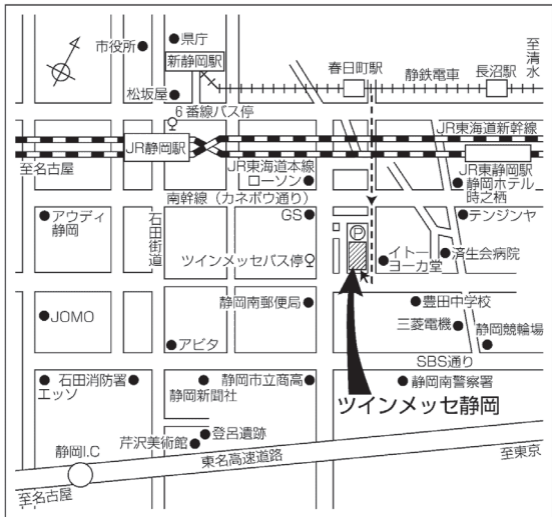 市役所
県庁
新静岡駅
松坂屋
6番線バス停
春日町駅
静鉄電車
長沼駅
至清水
JR東海道新幹線
JR静岡駅
至名古屋
JR東海道本線
JR東静岡駅
ローソン
静岡ホテル
時之栖
南幹線(カネボウ通り)
アウディ
静岡
石田街道
GS
テンジンヤ
P
ツインメッセバス停
イトー
ヨーカ堂
済生会病院
静岡南郵便局
豊田中学校
JOMO
三菱電機
静岡競輪場
アピタ
SBS通り
石田消防署
エッソ
静岡市立商高
静岡新聞社
静岡南警察署
ツインメッセ静岡
登呂遺跡
芹沢美術館
静岡I.C
東名高速道路
至東京
至名古屋